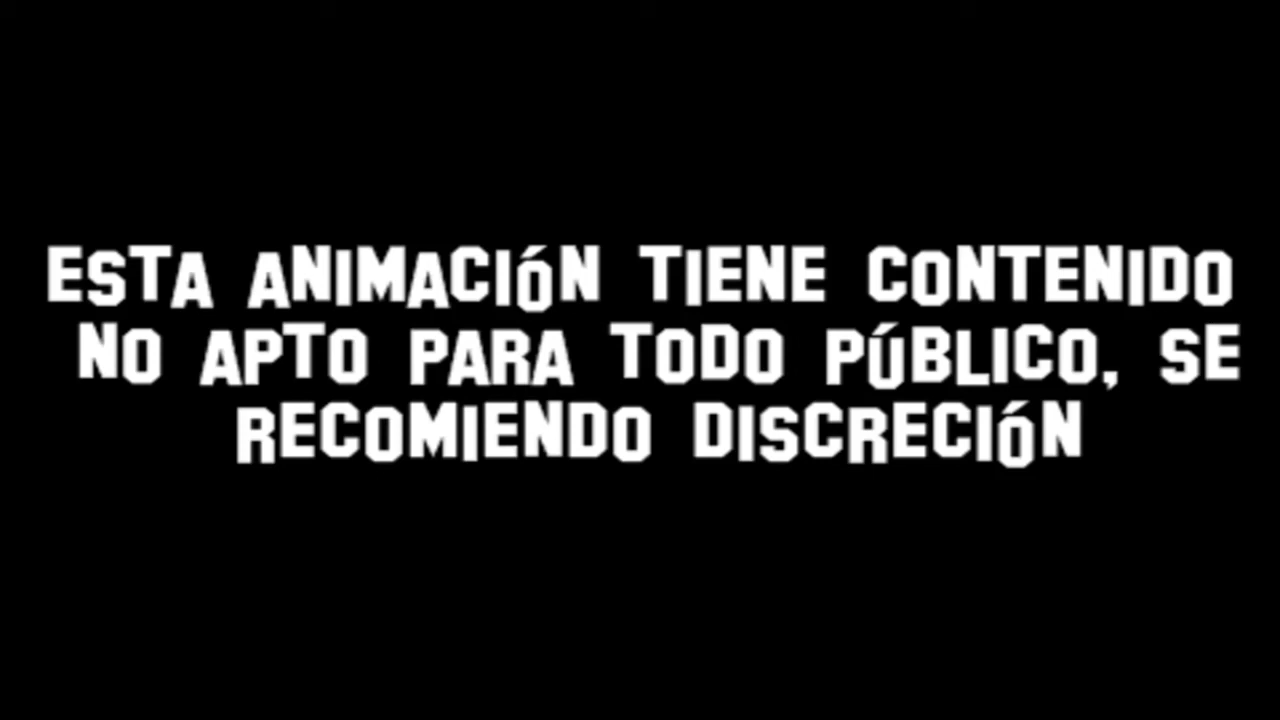 ESTA ANIMACIÓN TIENE CONTENIDO
NO APTO PARA TODO PÚBLICO, SE
RECOMIENDO DISCRECIÓN